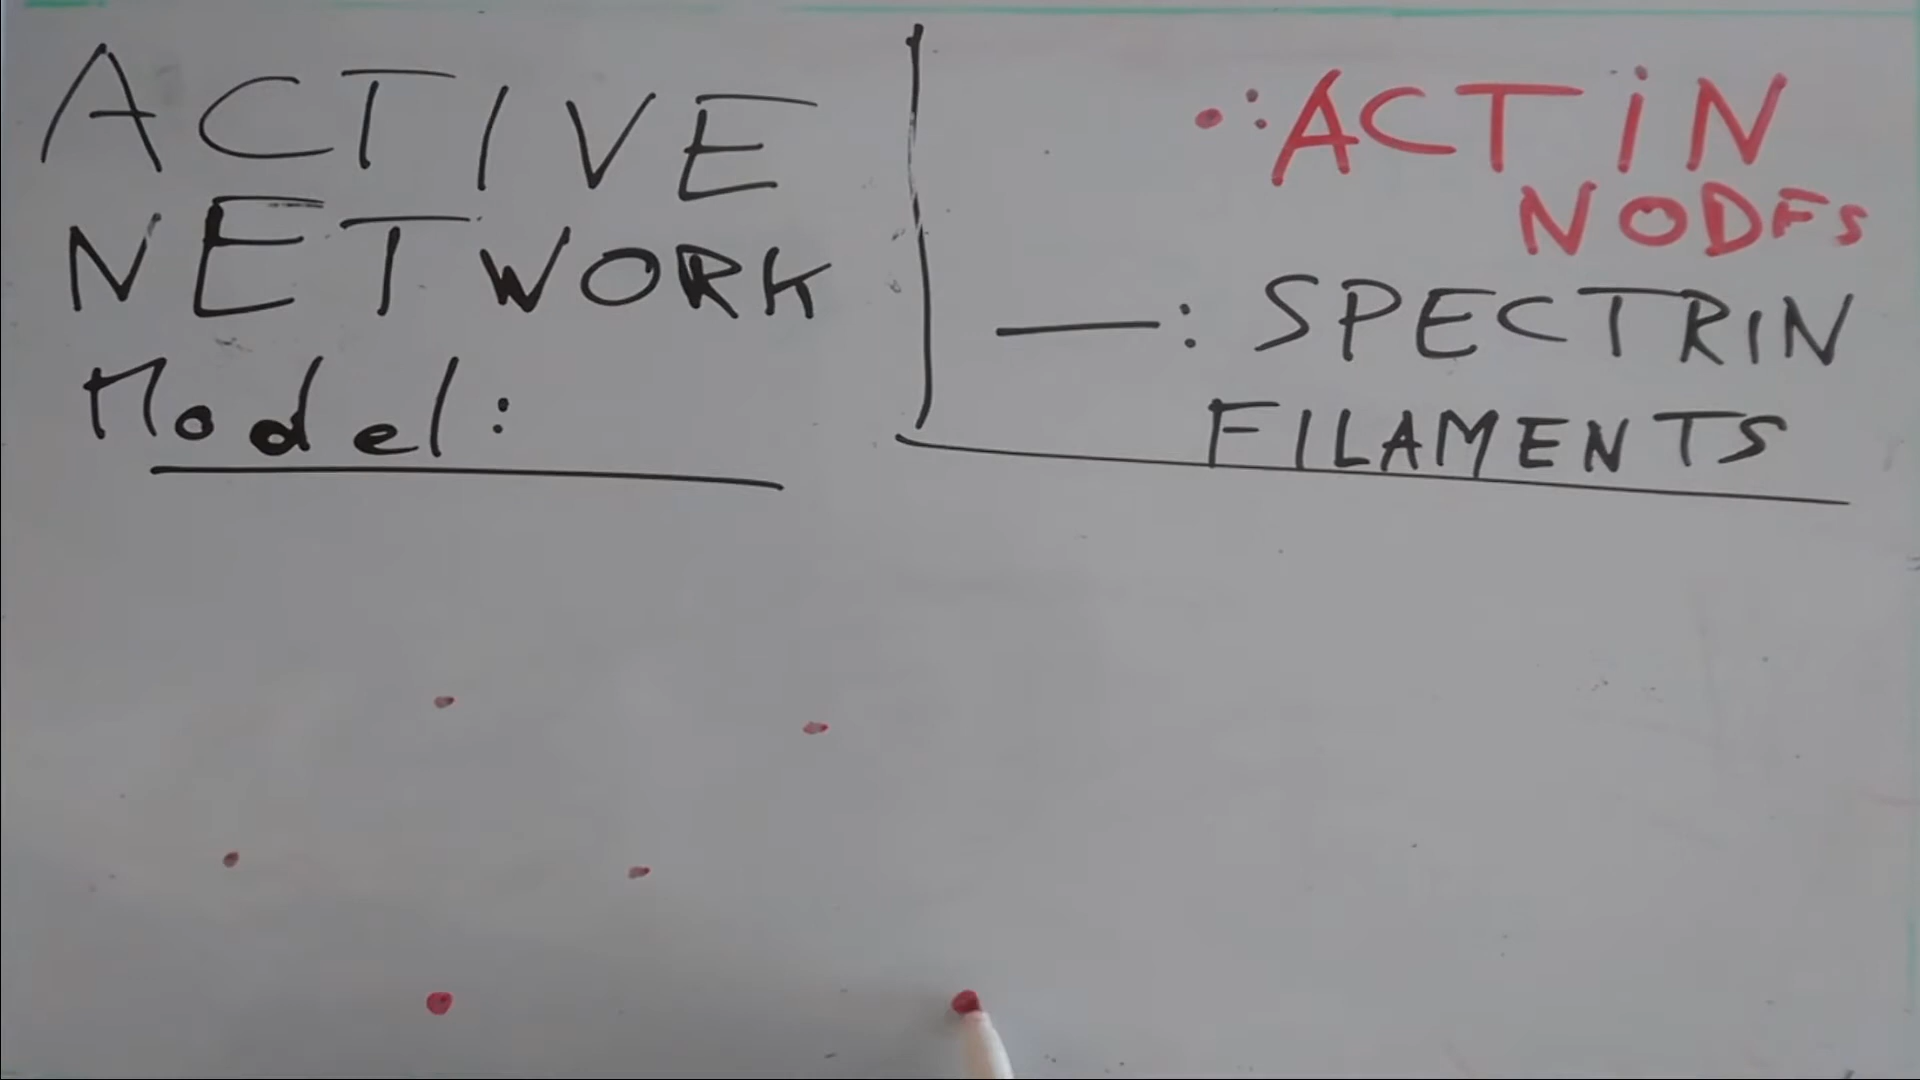 ACTIVE
NETWORK
Model:
: ACTiN
NODES
: SPECTRIN
FILAMENTS